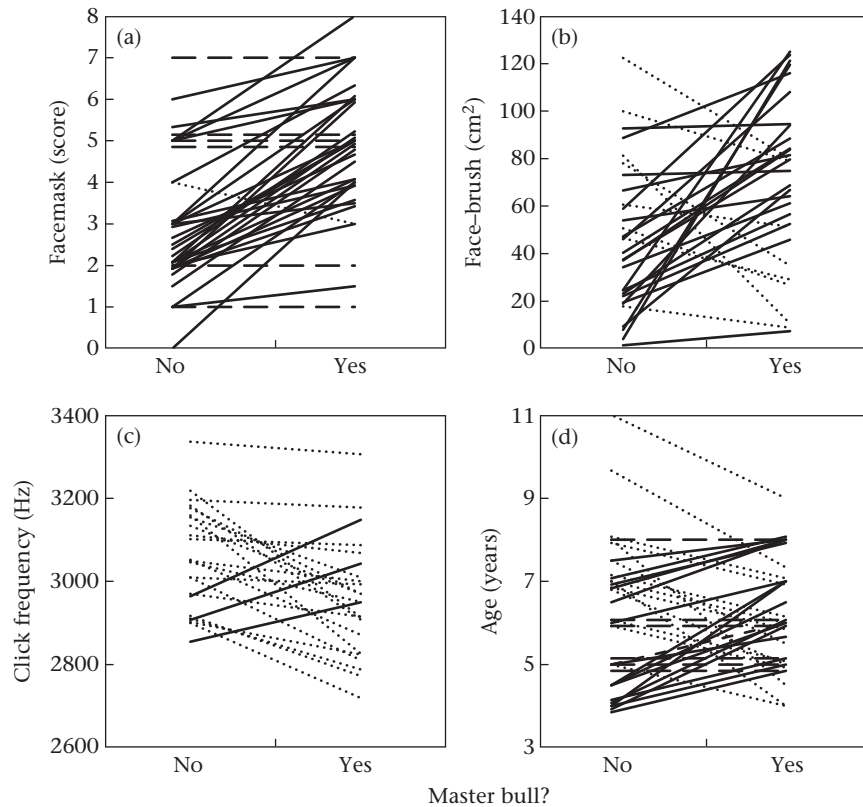 (a)
Facemask (score)
8
7
6
5
4
3
2
1
0
No
Yes
(b)
Face–brush (cm²)
140
120
100
80
60
40
20
0
No
Yes
(c)
Click frequency (Hz)
3400
3200
3000
2800
2600
No
Yes
(d)
Age (years)
11
9
7
5
3
No
Yes
Master bull?